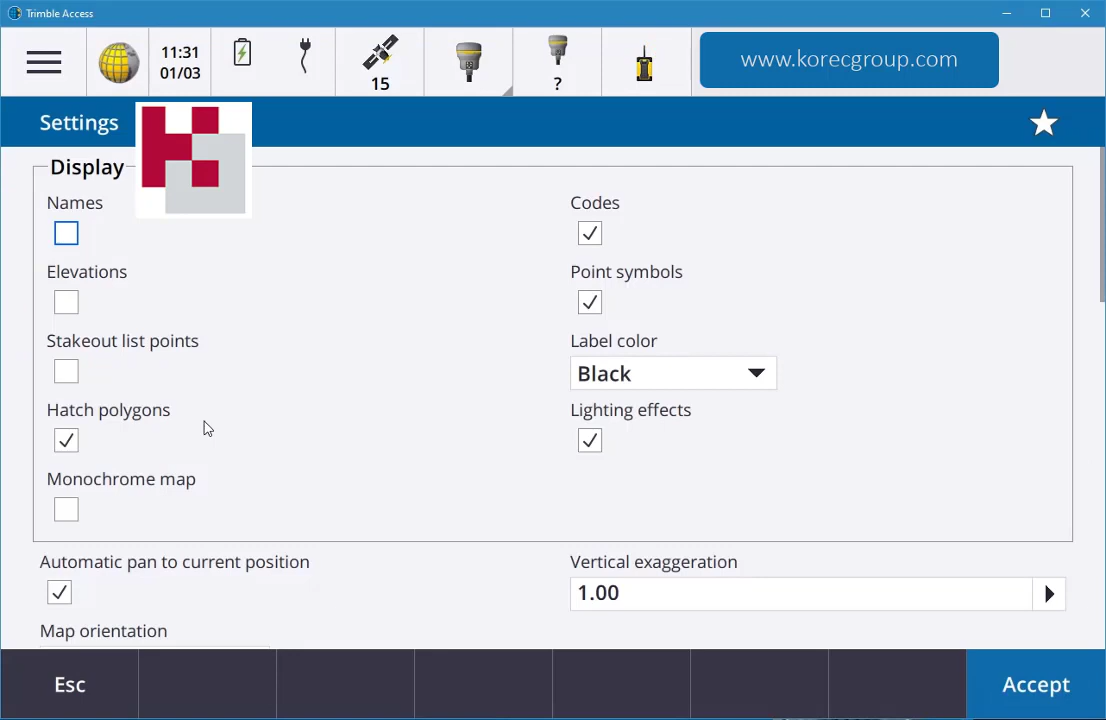 Trimble Access
11:31
01/03
15
?
www.korecgroup.com
Settings
Display
Names
Codes
Elevations
Point symbols
Stakeout list points
Label color
Black
Hatch polygons
Lighting effects
Monochrome map
Automatic pan to current position
Vertical exaggeration
1.00
Map orientation
Esc
Accept